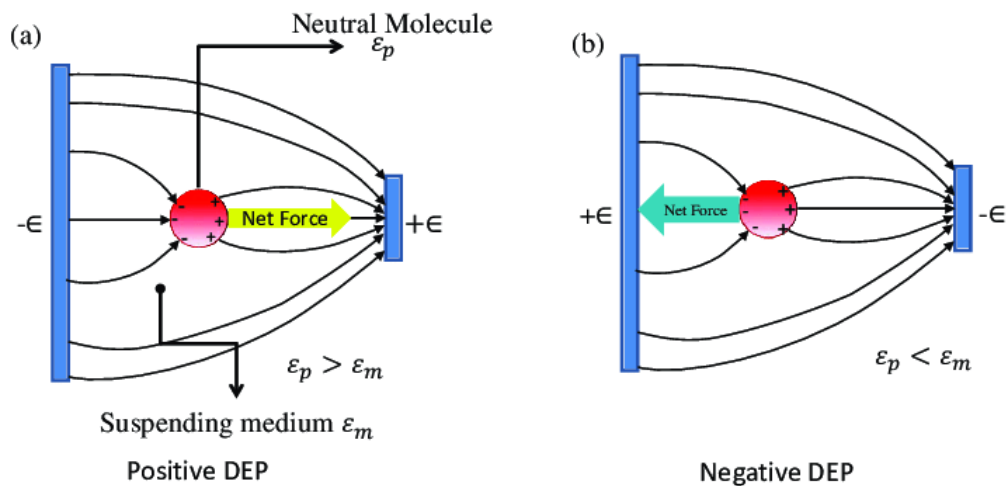 (a)
Neutral Molecule
εp
-∈
- + - + - +
Net Force
+∈
εp > εm
Suspending medium εm
Positive DEP
(b)
+∈
Net Force
- + - + - +
-∈
εp < εm
Negative DEP